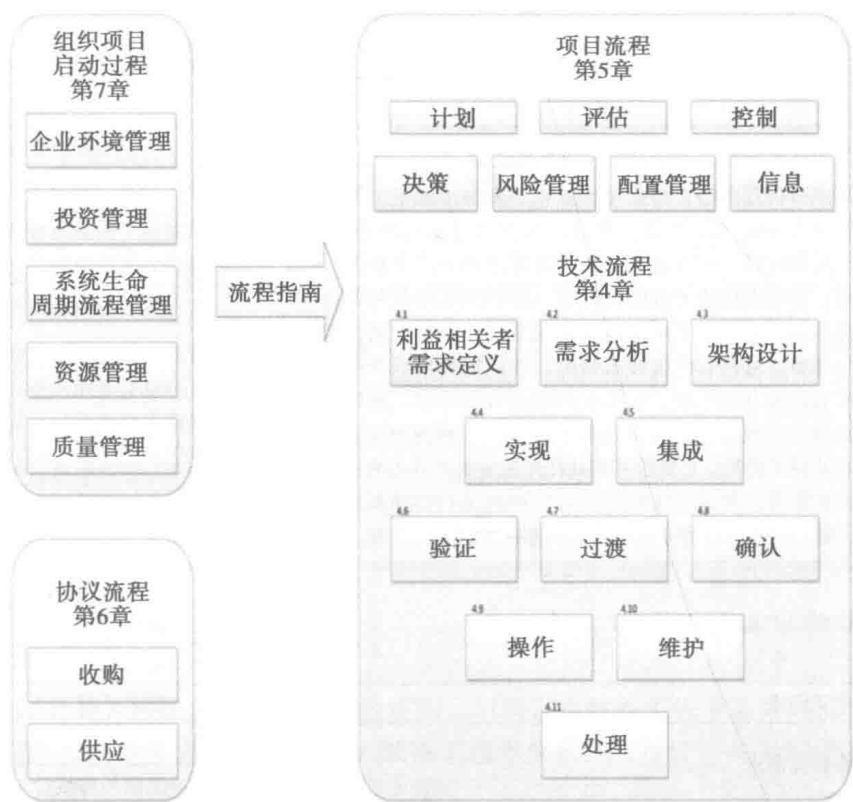 组织项目
启动过程
第7章
企业环境管理
投资管理
系统生命
周期流程管理
资源管理
质量管理
协议流程
第6章
收购
供应
流程指南
项目流程
第5章
计划
评估
控制
决策
风险管理
配置管理
信息
技术流程
第4章
4.1
利益相关者
需求定义
4.2
需求分析
4.3
架构设计
4.4
实现
4.5
集成
4.6
验证
4.7
过渡
4.8
确认
4.9
操作
4.10
维护
4.11
处理